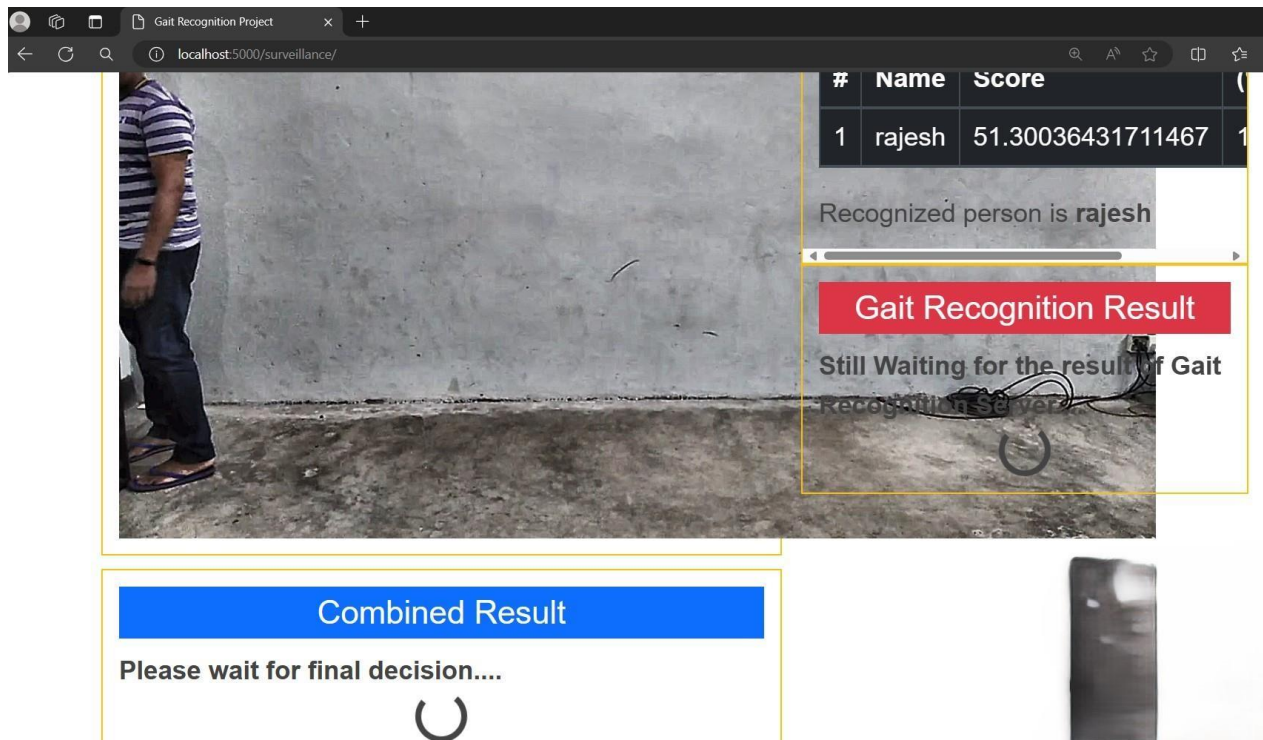 Gait Recognition Project
localhost:5000/surveillance/
# Name Score (
1 rajesh 51.30036431711467 1
Recognized person is rajesh
Gait Recognition Result
Still Waiting for the result of Gait
Recognition Server....
Combined Result
Please wait for final decision....